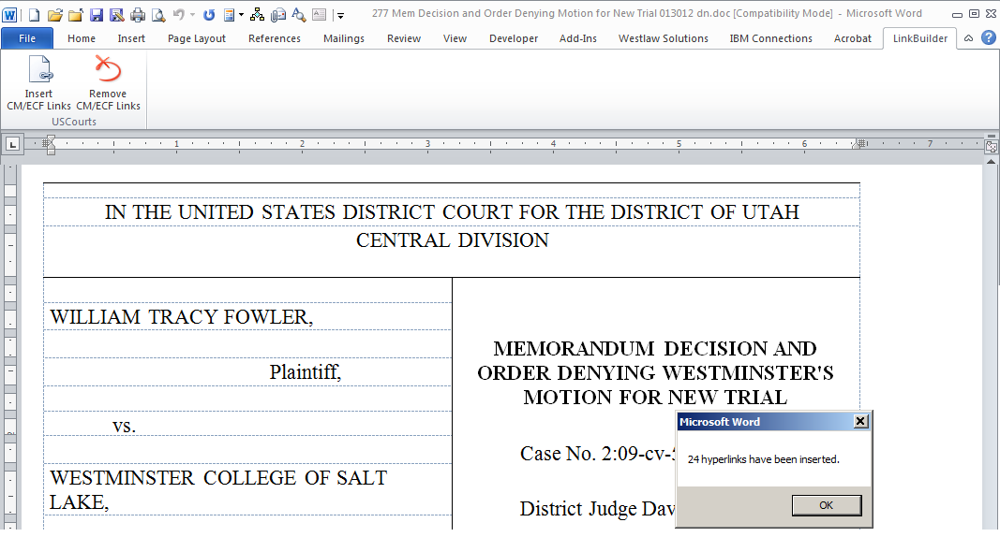 277 Mem Decision and Order Denying Motion for New Trial 013012 dn.doc [Compatibility Mode] - Microsoft Word
File Home Insert Page Layout References Mailings Review View Developer Add-Ins Westlaw Solutions IBM Connections Acrobat LinkBuilder
Insert CM/ECF Links
Remove CM/ECF Links
USCourts
1 2 3 4 5 6 7
IN THE UNITED STATES DISTRICT COURT FOR THE DISTRICT OF UTAH
CENTRAL DIVISION
WILLIAM TRACY FOWLER,
Plaintiff,
vs.
WESTMINSTER COLLEGE OF SALT
LAKE,
MEMORANDUM DECISION AND
ORDER DENYING WESTMINSTER'S
MOTION FOR NEW TRIAL
Case No. 2:09-cv-
District Judge Dav
Microsoft Word
24 hyperlinks have been inserted.
OK